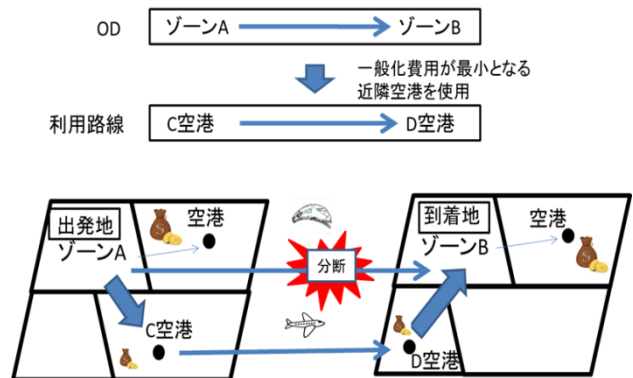 OD
ゾーンA
ゾーンB
一般化費用が最小となる
近隣空港を使用
利用路線
C空港
D空港
出発地
ゾーンA
空港
分断
到着地
ゾーンB
空港
C空港
D空港